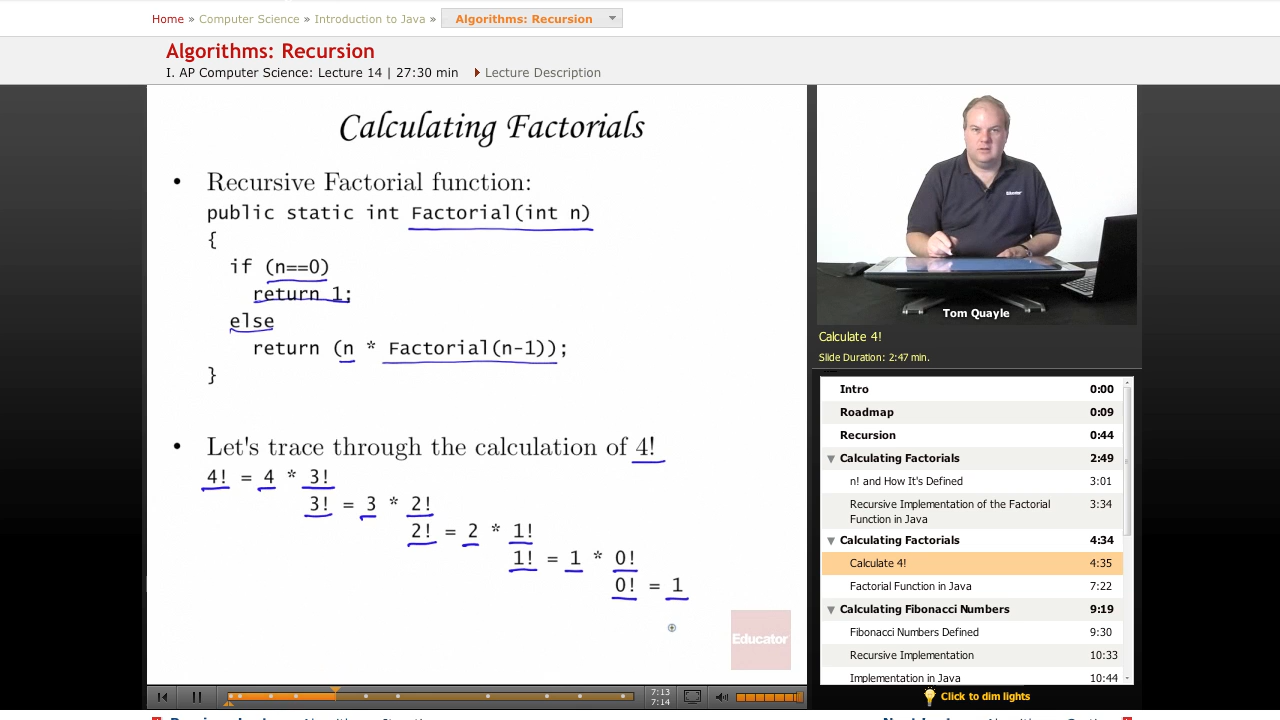 Home » Computer Science » Introduction to Java » Algorithms: Recursion
Algorithms: Recursion
I. AP Computer Science: Lecture 14 | 27:30 min Lecture Description
Calculating Factorials
• Recursive Factorial function:
public static int Factorial(int n)
{
if (n==0)
return 1;
else
return (n * Factorial(n-1));
}
• Let's trace through the calculation of 4!
4! = 4 * 3!
3! = 3 * 2!
2! = 2 * 1!
1! = 1 * 0!
0! = 1
Educator
7:13
7:14
Tom Quayle
Calculate 4!
Slide Duration: 2:47 min.
Intro 0:00
Roadmap 0:09
Recursion 0:44
Calculating Factorials 2:49
n! and How It's Defined 3:01
Recursive Implementation of the Factorial 3:34
Function in Java
Calculating Factorials 4:34
Calculate 4! 4:35
Factorial Function in Java 7:22
Calculating Fibonacci Numbers 9:19
Fibonacci Numbers Defined 9:30
Recursive Implementation 10:33
Implementation in Java 10:44
Click to dim lights